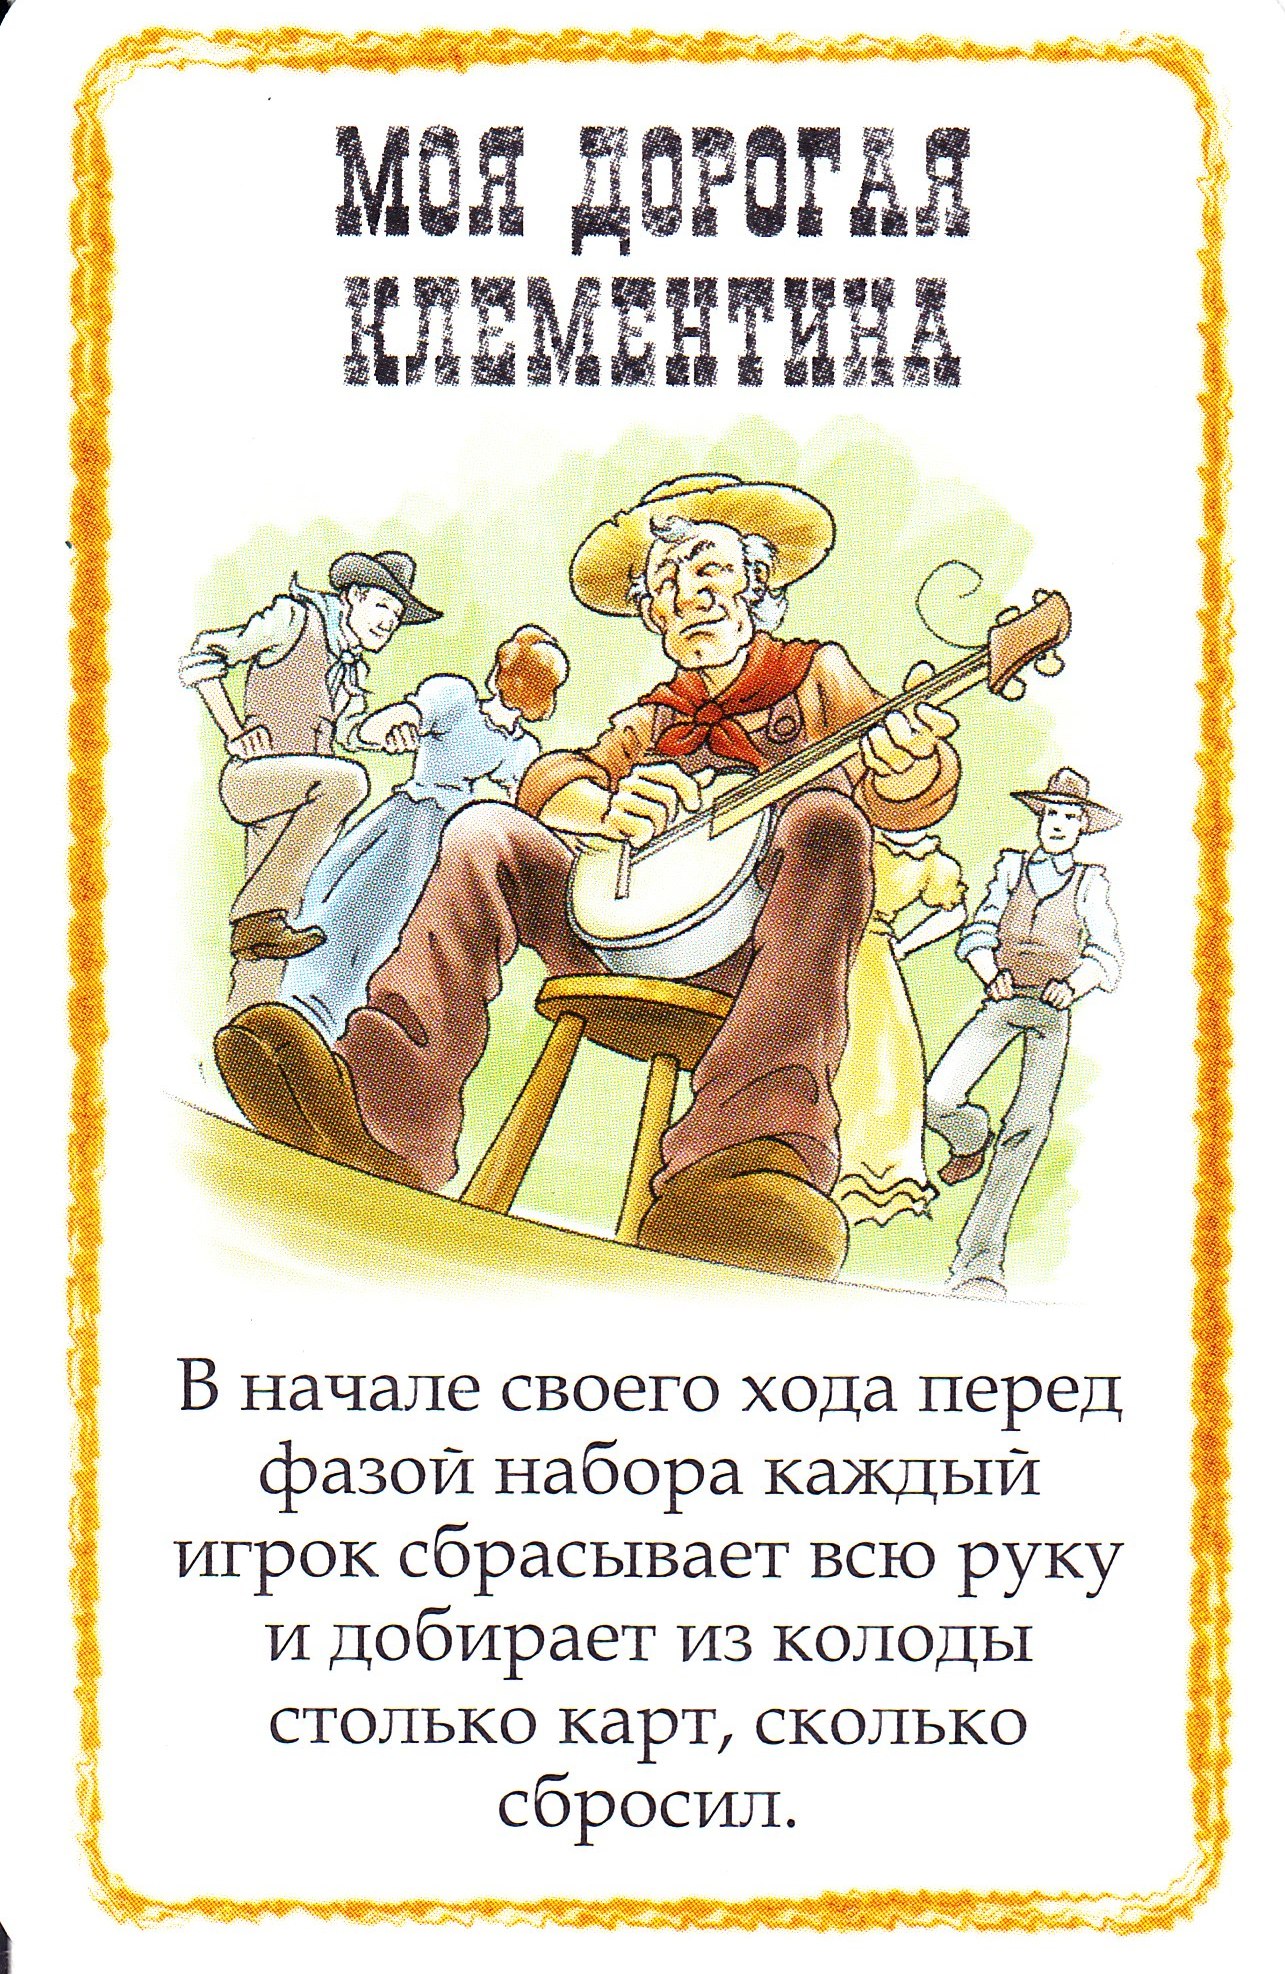 МОЯ ДОРОГАЯ
КЛЕМЕНТИНА
В начале своего хода перед
фазой набора каждый
игрок сбрасывает всю руку
и добирает из колоды
столько карт, сколько
сбросил.